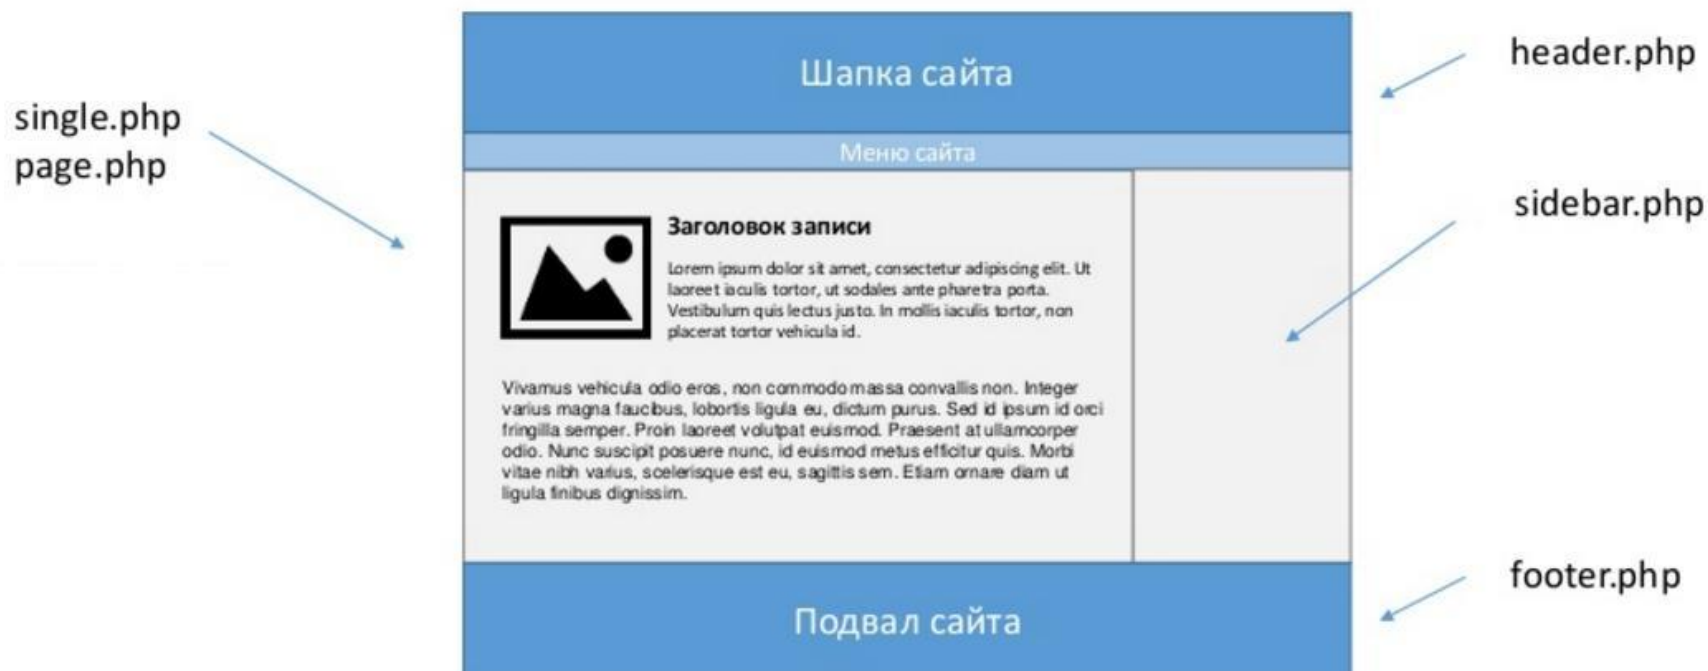 header.php
Шапка сайта
single.php
page.php
Меню сайта
sidebar.php
Заголовок записи
Lorem ipsum dolor sit amet, consectetur adipiscing elit. Ut
laoreet iaculis tortor, ut sodales ante pharetra porta.
Vestibulum quis lectus justo. In mollis iaculis tortor, non
placerat tortor vehicula id.
Vivamus vehicula odio eros, non commodo massa convallis non. Integer
varius magna faucibus, lobortis ligula eu, dictum purus. Sed id ipsum id orci
fringilla semper. Proin laoreet volutpat euismod. Praesent at ullamcorper
odio. Nunc suscipit posuere nunc, id euismod metus efficitur quis. Morbi
vitae nibh varius, scelerisque est eu, sagittis sem. Etiam ornare diam ut
ligula finibus dignissim.
footer.php
Подвал сайта